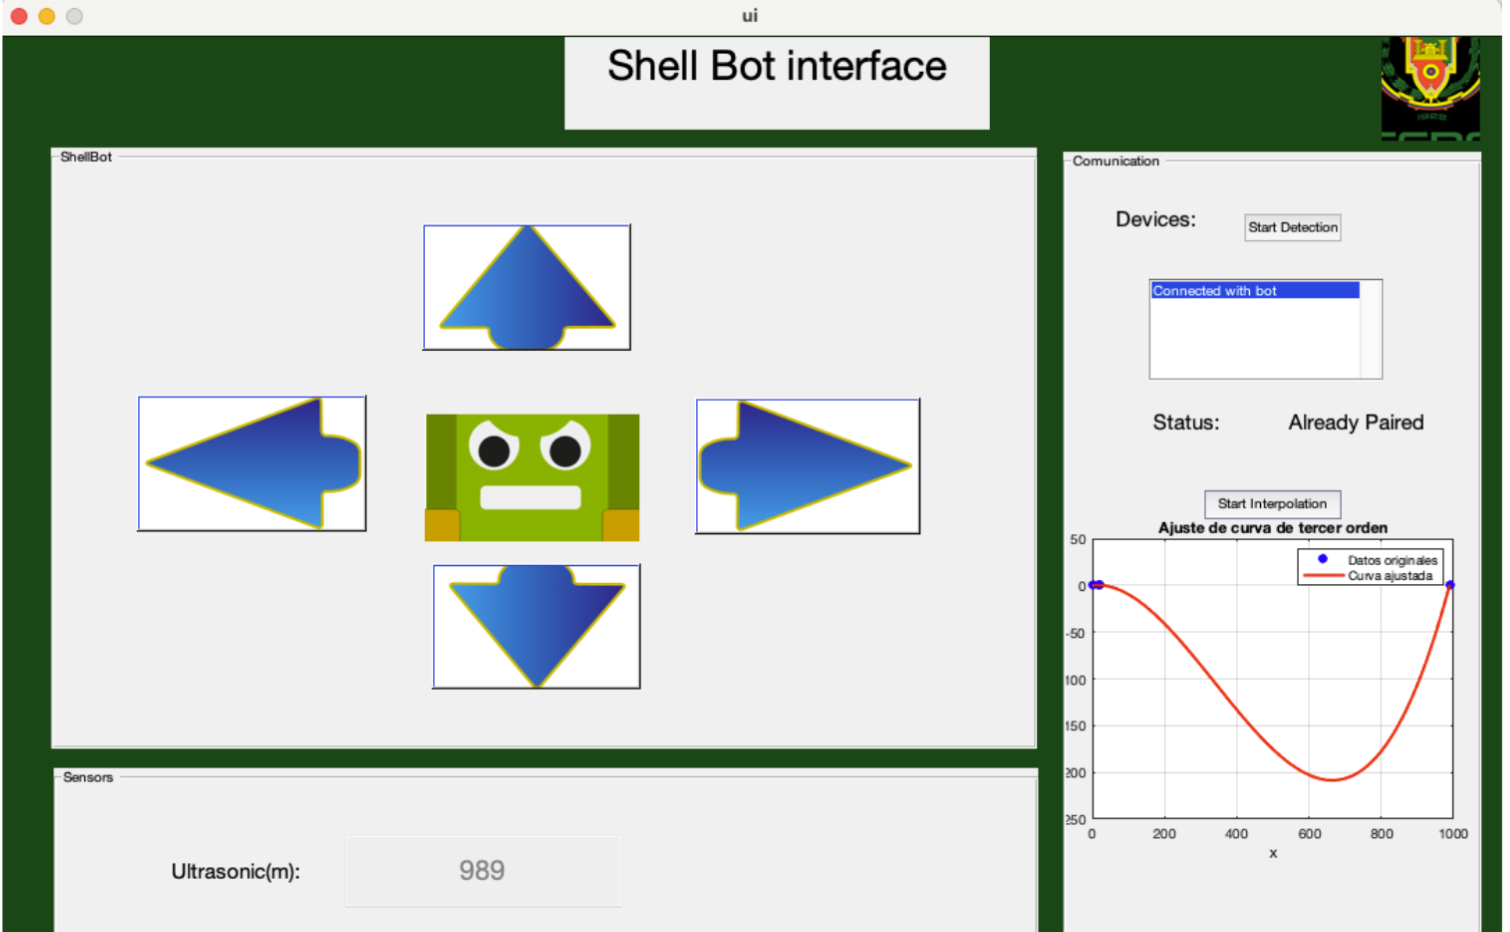 ui
Shell Bot interface
1922
ShellBot
Comunication
Devices:
Start Detection
Connected with bot
Status:
Already Paired
Start Interpolation
Ajuste de curva de tercer orden
Datos originales
Curva ajustada
50
0
-50
100
150
200
250
0 200 400 600 800 1000
x
Sensors
Ultrasonic(m):
989